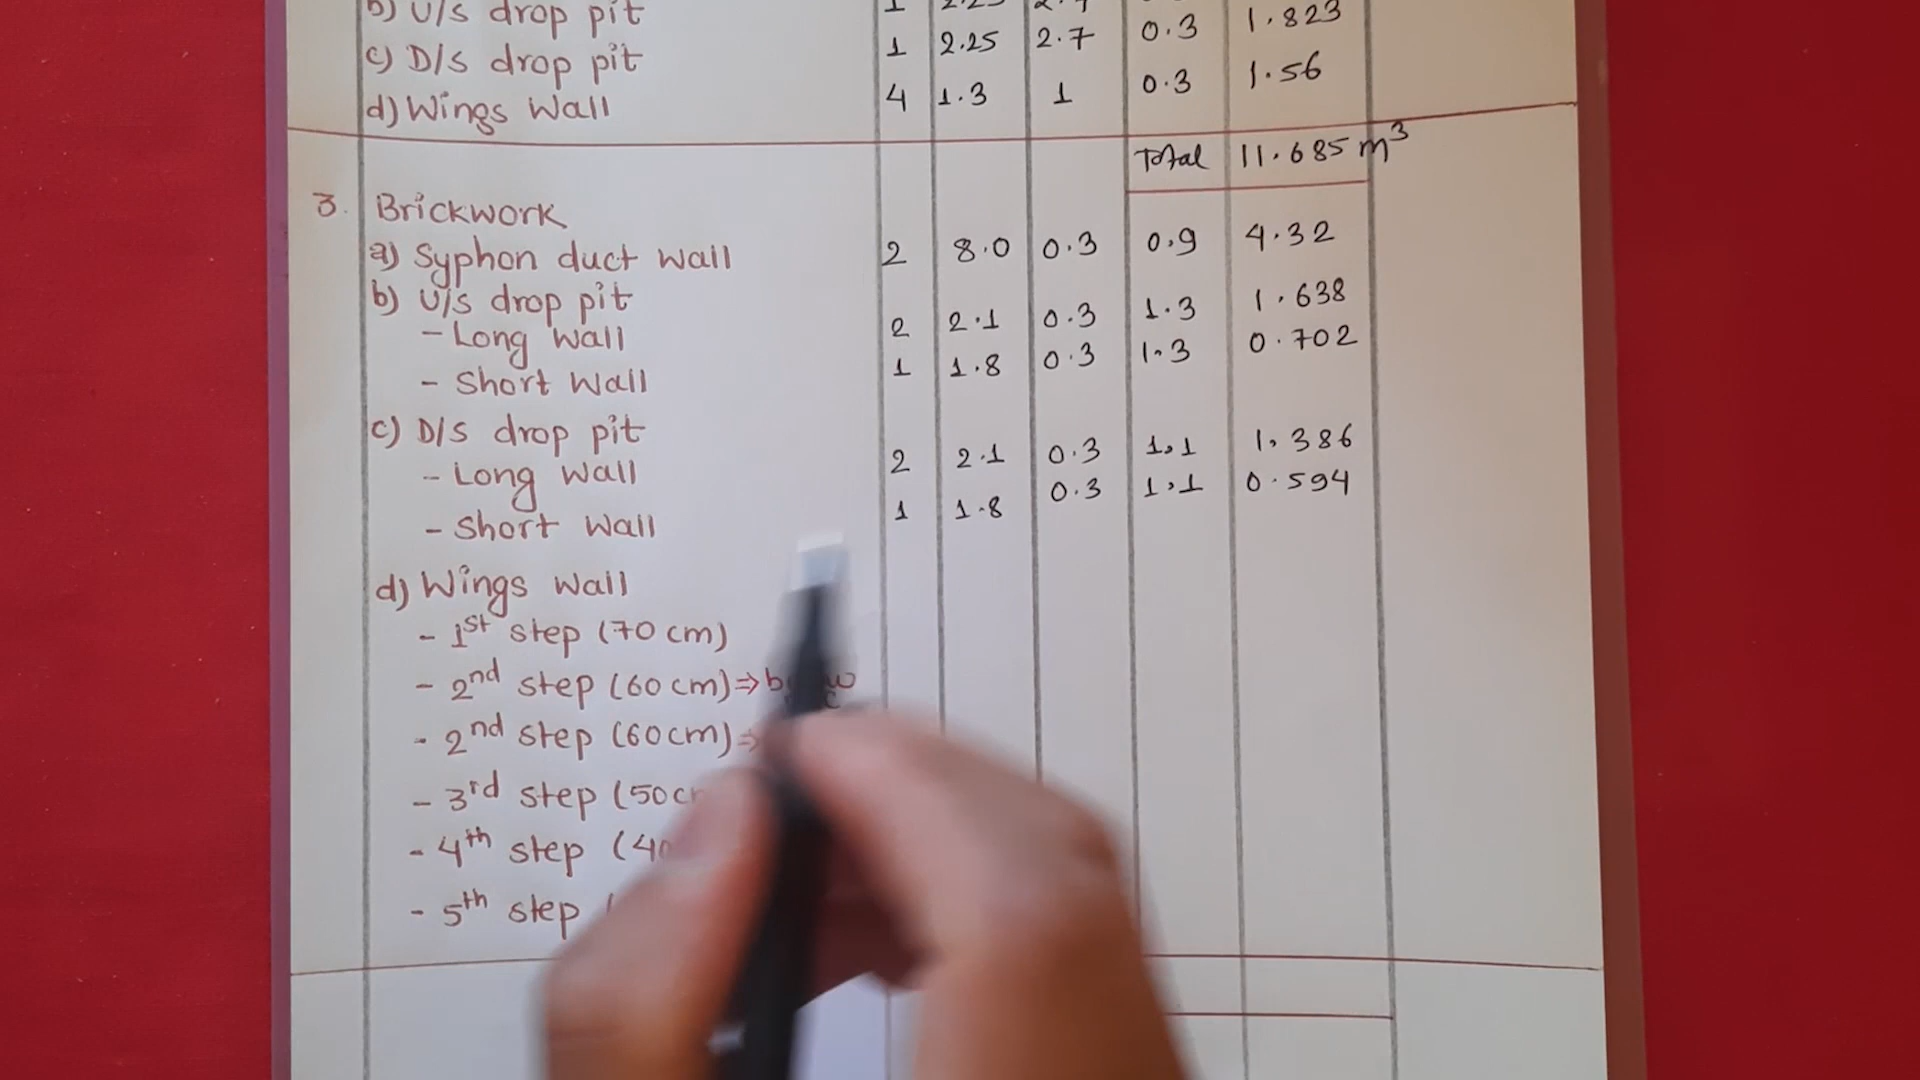 b) U/S drop pit 1
c) D/S drop pit 1 2.25 2.7 0.3 1.823
d) Wings Wall 4 1.3 1 0.3 1.56
Total 11.685 m³
3. Brickwork
a) Syphon duct wall 2 8.0 0.3 0.9 4.32
b) U/S drop pit
- Long wall 2 2.1 0.3 1.3 1.638
- Short Wall 1 1.8 0.3 1.3 0.702
c) D/S drop pit
- Long Wall 2 2.1 0.3 1.1 1.386
- Short Wall 1 1.8 0.3 1.1 0.594
d) Wings wall
- 1st step (70 cm)
- 2nd step (60 cm) ⇒
- 2nd step (60cm) ⇒
- 3rd step (50
- 4th step (40
- 5th step (